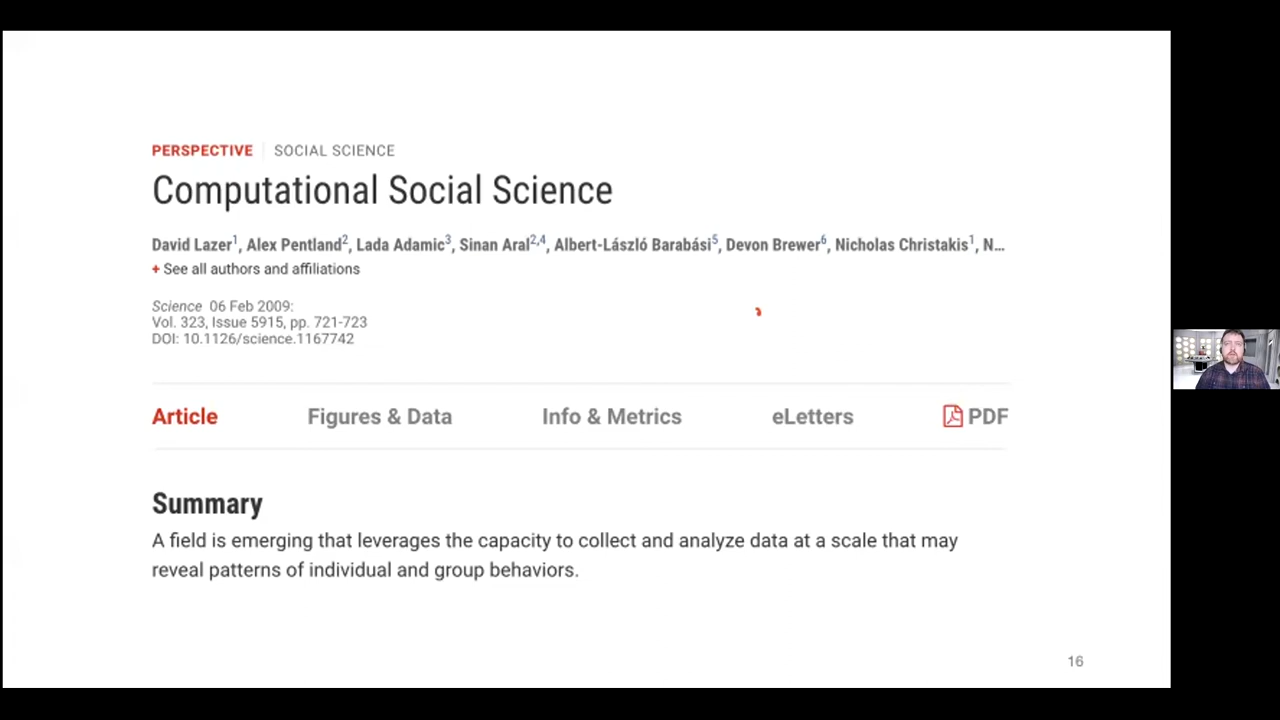 PERSPECTIVE SOCIAL SCIENCE
Computational Social Science
David Lazer1, Alex Pentland2, Lada Adamic3, Sinan Aral2,4, Albert-László Barabási5, Devon Brewer6, Nicholas Christakis1, N...
+ See all authors and affiliations
Science 06 Feb 2009:
Vol. 323, Issue 5915, pp. 721-723
DOI: 10.1126/science.1167742
Article Figures & Data Info & Metrics eLetters PDF
Summary
A field is emerging that leverages the capacity to collect and analyze data at a scale that may
reveal patterns of individual and group behaviors.
16